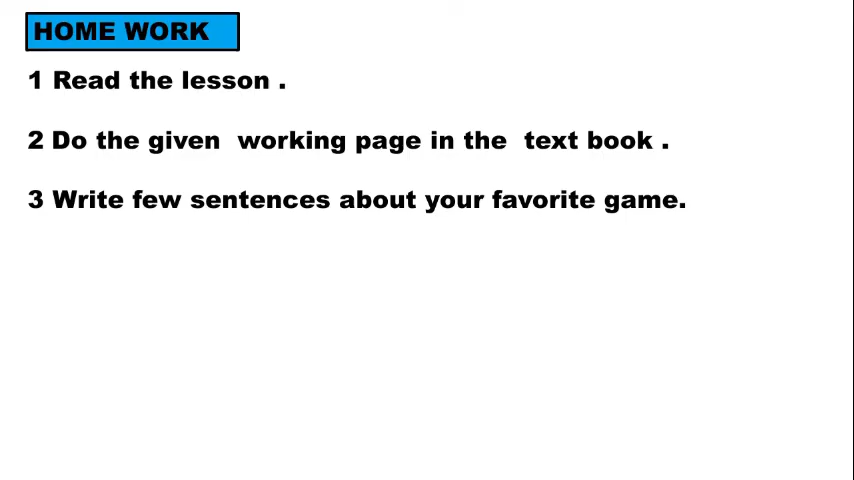 HOME WORK
1 Read the lesson .
2 Do the given  working page in the  text book .
3 Write few sentences about your favorite game.